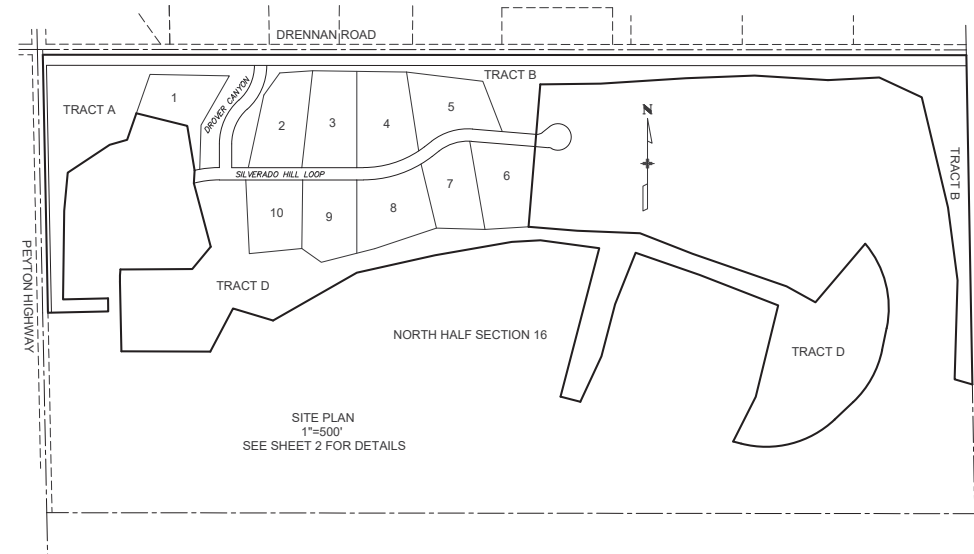 DRENNAN ROAD
TRACT B
TRACT A
1
DROVER CANYON
2
3
4
5
N
TRACT B
SILVERADO HILL LOOP
10
9
8
7
6
PEYTON HIGHWAY
TRACT D
NORTH HALF SECTION 16
TRACT D
SITE PLAN
1"=500'
SEE SHEET 2 FOR DETAILS